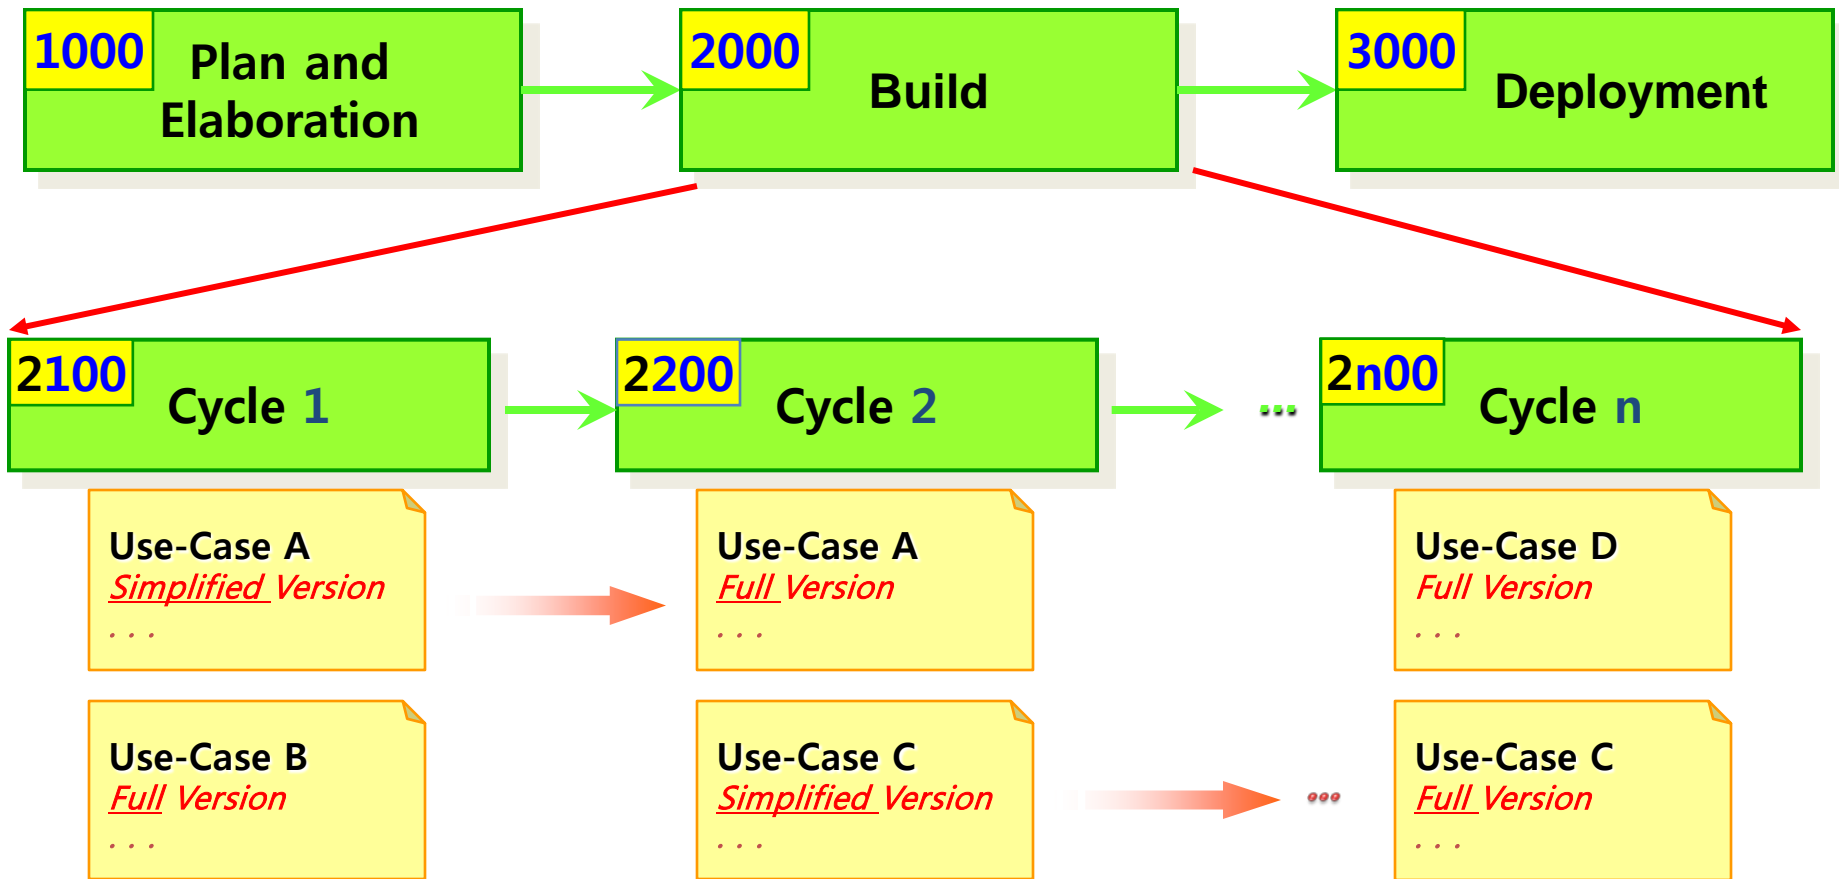 1000
Plan and
Elaboration
2000
Build
3000
Deployment
2100
Cycle 1
2200
Cycle 2
...
2n00
Cycle n
Use-Case A
Simplified Version
. . .
Use-Case A
Full Version
. . .
Use-Case D
Full Version
. . .
Use-Case B
Full Version
. . .
Use-Case C
Simplified Version
. . .
...
Use-Case C
Full Version
. . .